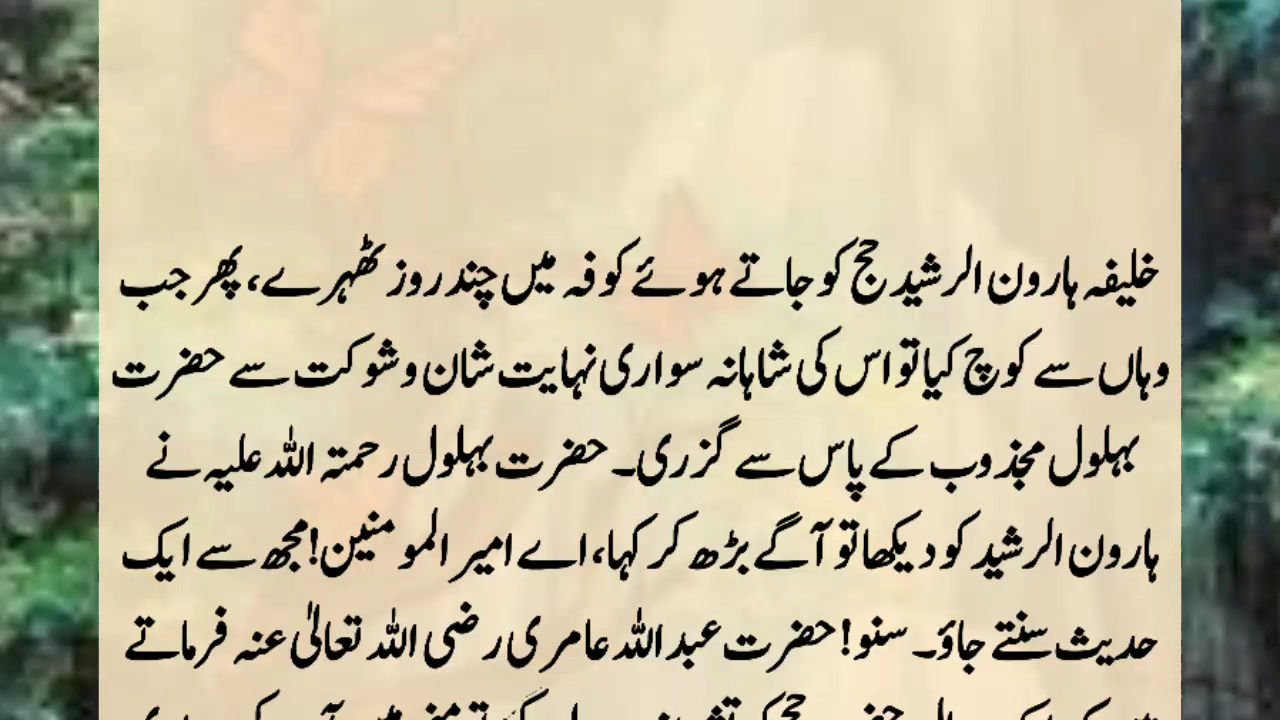 خلیفہ ہارون الرشید حج کو جاتے ہوئے کوفہ میں چند روز ٹھہرے، پھر جب
وہاں سے کوچ کیا تو اس کی شاہانہ سواری نہایت شان و شوکت سے حضرت
بہلول مجذوب کے پاس سے گزری۔ حضرت بہلول رحمتہ اللہ علیہ نے
ہارون الرشید کو دیکھا تو آگے بڑھ کر کہا، اے امیر المومنین! مجھ سے ایک
حدیث سنتے جاؤ۔ سنو! حضرت عبداللہ عامری رضی اللہ تعالیٰ عنہ فرماتے